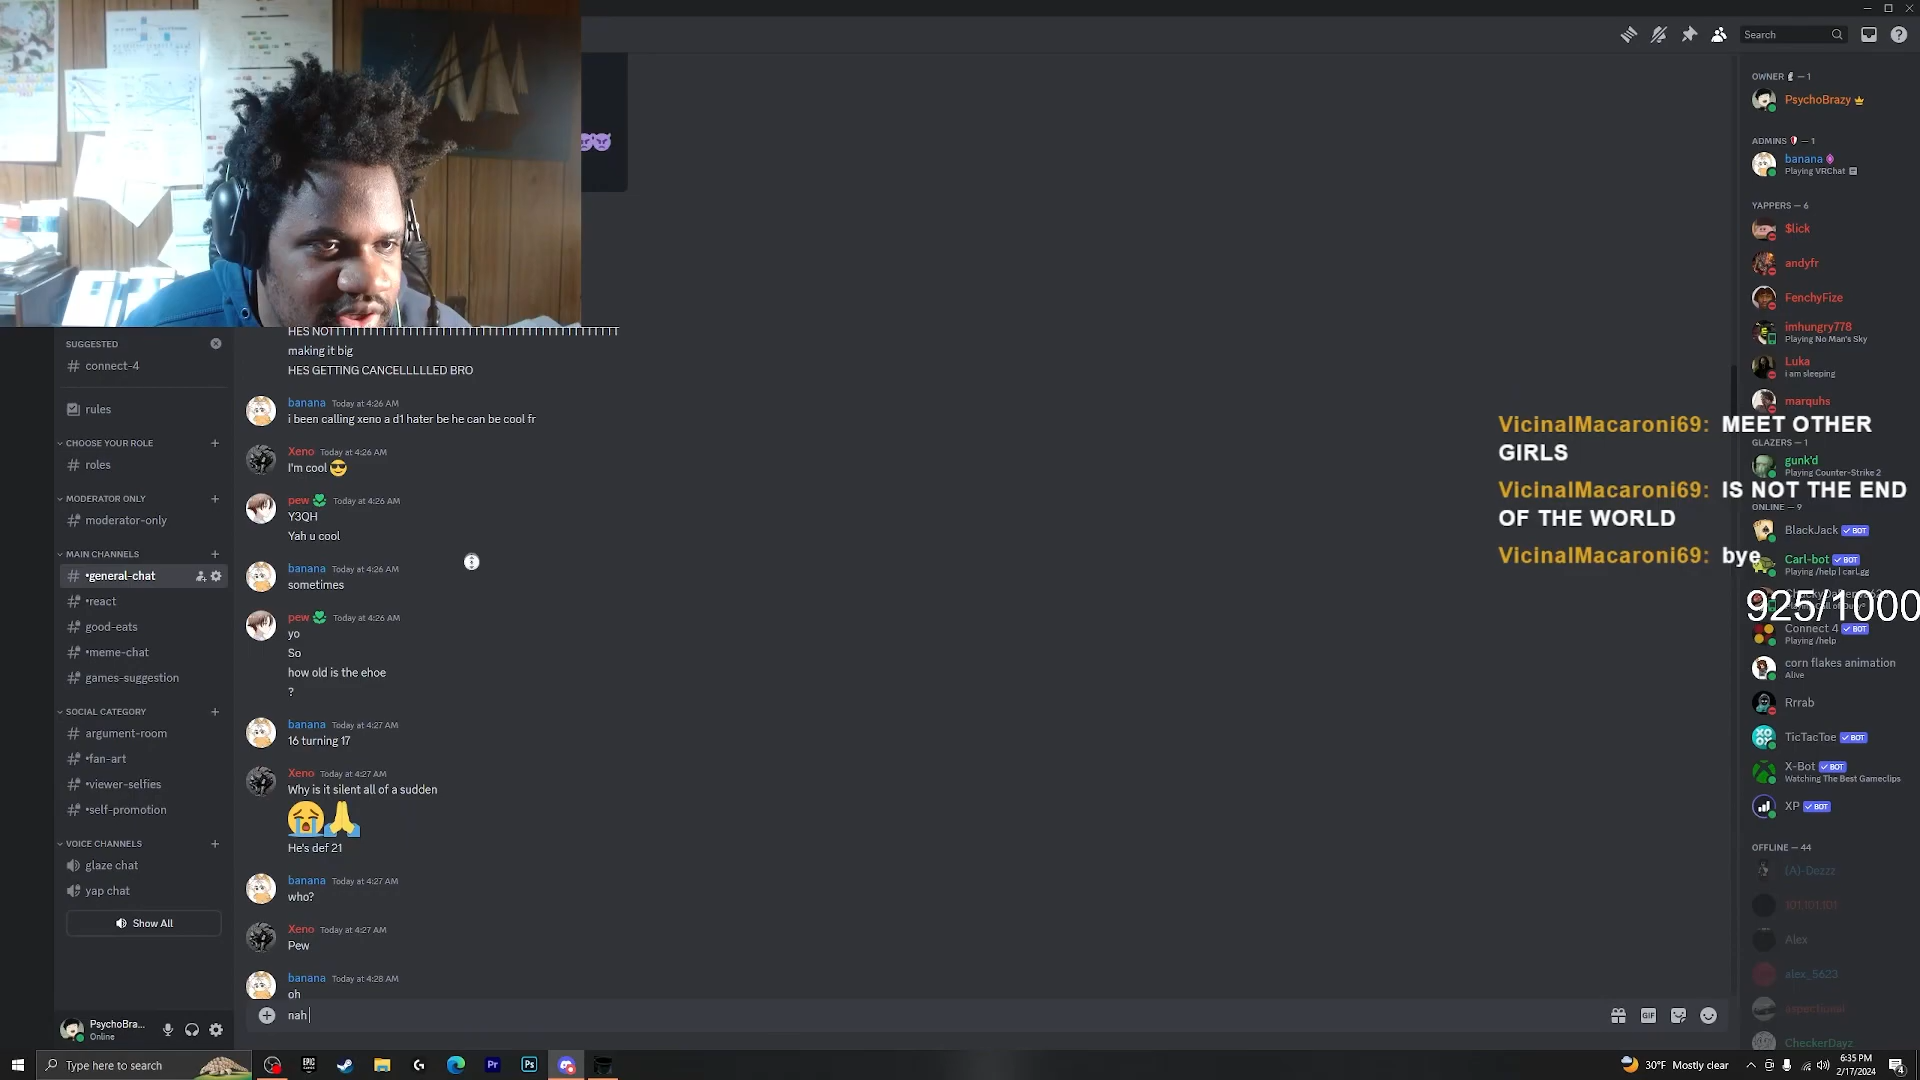 Search
OWNER — 1
PsychoBrazy
ADMINS — 1
banana
Playing VRChat
YAPPERS — 6
$lick
andyfr
FenchyFize
imhungry778
Playing No Man's Sky
Luka
i am sleeping
marquhs
GLAZERS — 1
gunk'd
Playing Counter-Strike 2
ONLINE — 9
BlackJack ✓ BOT
Carl-bot ✓ BOT
Playing /help | carl.gg
Connect 4 ✓ BOT
Playing /help
corn flakes animation
Alive
Rrrab
TicTacToe ✓ BOT
X-Bot ✓ BOT
Watching The Best Gameclips
XP ✓ BOT
OFFLINE — 44
(A)-Dezzz
101,101,101
Alex
alex_5623
aspectional
CheckerDayz
VicinalMacaroni69: MEET OTHER
GIRLS
VicinalMacaroni69: IS NOT THE END
OF THE WORLD
VicinalMacaroni69: bye
925/1000
SUGGESTED
# connect-4
rules
CHOOSE YOUR ROLE
# roles
MODERATOR ONLY
# moderator-only
MAIN CHANNELS
# •general-chat
# •react
good-eats
# •meme-chat
games-suggestion
SOCIAL CATEGORY
# argument-room
# •fan-art
# •viewer-selfies
# •self-promotion
VOICE CHANNELS
glaze chat
yap chat
Show All
PsychoBra...
Online
making it big
HES GETTING CANCELLLLLED BRO
banana Today at 4:26 AM
i been calling xeno a d1 hater be he can be cool fr
Xeno Today at 4:26 AM
I'm cool 😎
pew Today at 4:26 AM
Y3QH
Yah u cool
banana Today at 4:26 AM
sometimes
pew Today at 4:26 AM
yo
So
how old is the ehoe
?
banana Today at 4:27 AM
16 turning 17
Xeno Today at 4:27 AM
Why is it silent all of a sudden
😭🙏
He's def 21
banana Today at 4:27 AM
who?
Xeno Today at 4:27 AM
Pew
banana Today at 4:28 AM
oh
nah
GIF
Type here to search
EPIC GAMES
Pr
Ps
30°F Mostly clear
6:35 PM
2/17/2024
4